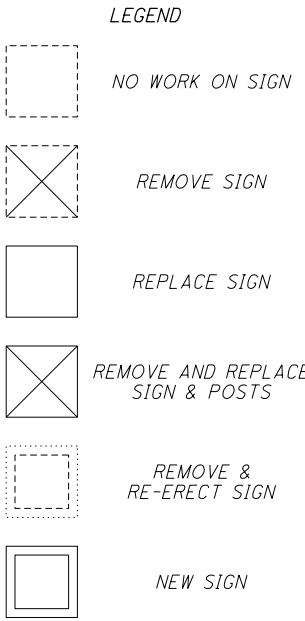 LEGEND
NO WORK ON SIGN
REMOVE SIGN
REPLACE SIGN
REMOVE AND REPLACE
SIGN & POSTS
REMOVE &
RE-ERECT SIGN
NEW SIGN